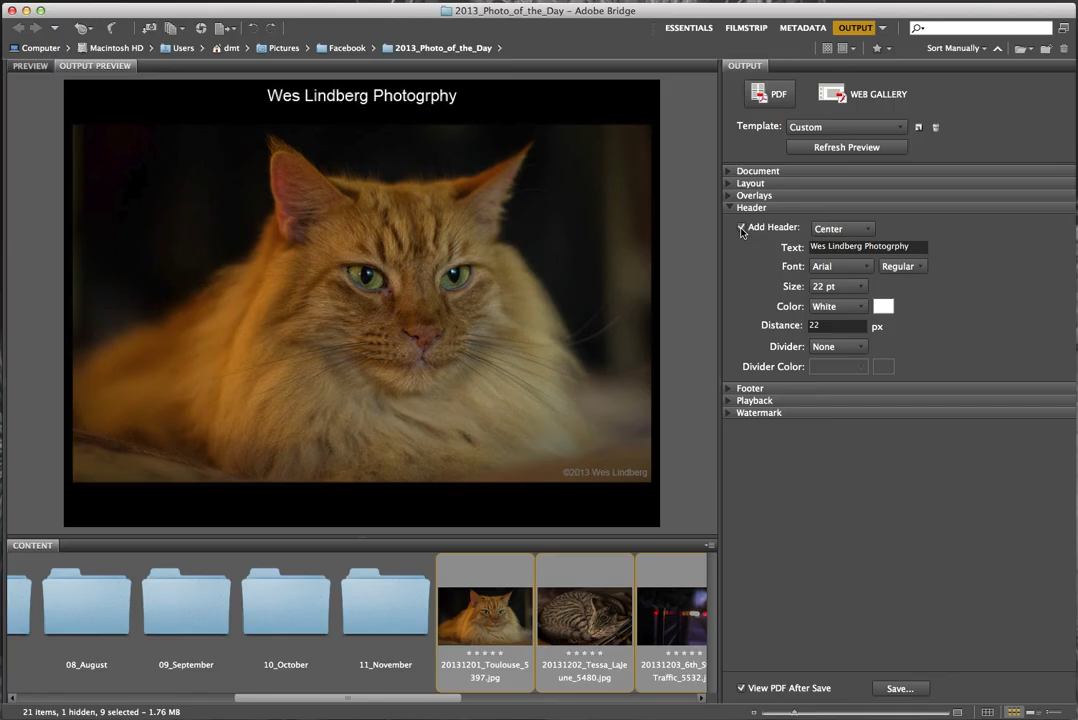 2013_Photo_of_the_Day – Adobe Bridge
ESSENTIALS FILMSTRIP METADATA OUTPUT
Computer Macintosh HD Users dmt Pictures Facebook 2013_Photo_of_the_Day Sort Manually
PREVIEW OUTPUT PREVIEW
Wes Lindberg Photogrphy
©2013 Wes Lindberg
OUTPUT
PDF WEB GALLERY
Template: Custom
Refresh Preview
Document
Layout
Overlays
Header
Add Header: Center
Text: Wes Lindberg Photogrphy
Font: Arial Regular
Size: 22 pt
Color: White
Distance: 22 px
Divider: None
Divider Color:
Footer
Playback
Watermark
View PDF After Save Save...
CONTENT
08_August
09_September
10_October
11_November
20131201_Toulouse_5
397.jpg
20131202_Tessa_LaJe
une_5480.jpg
20131203_6th_S
Traffic_5532.j
21 items, 1 hidden, 9 selected – 1.76 MB